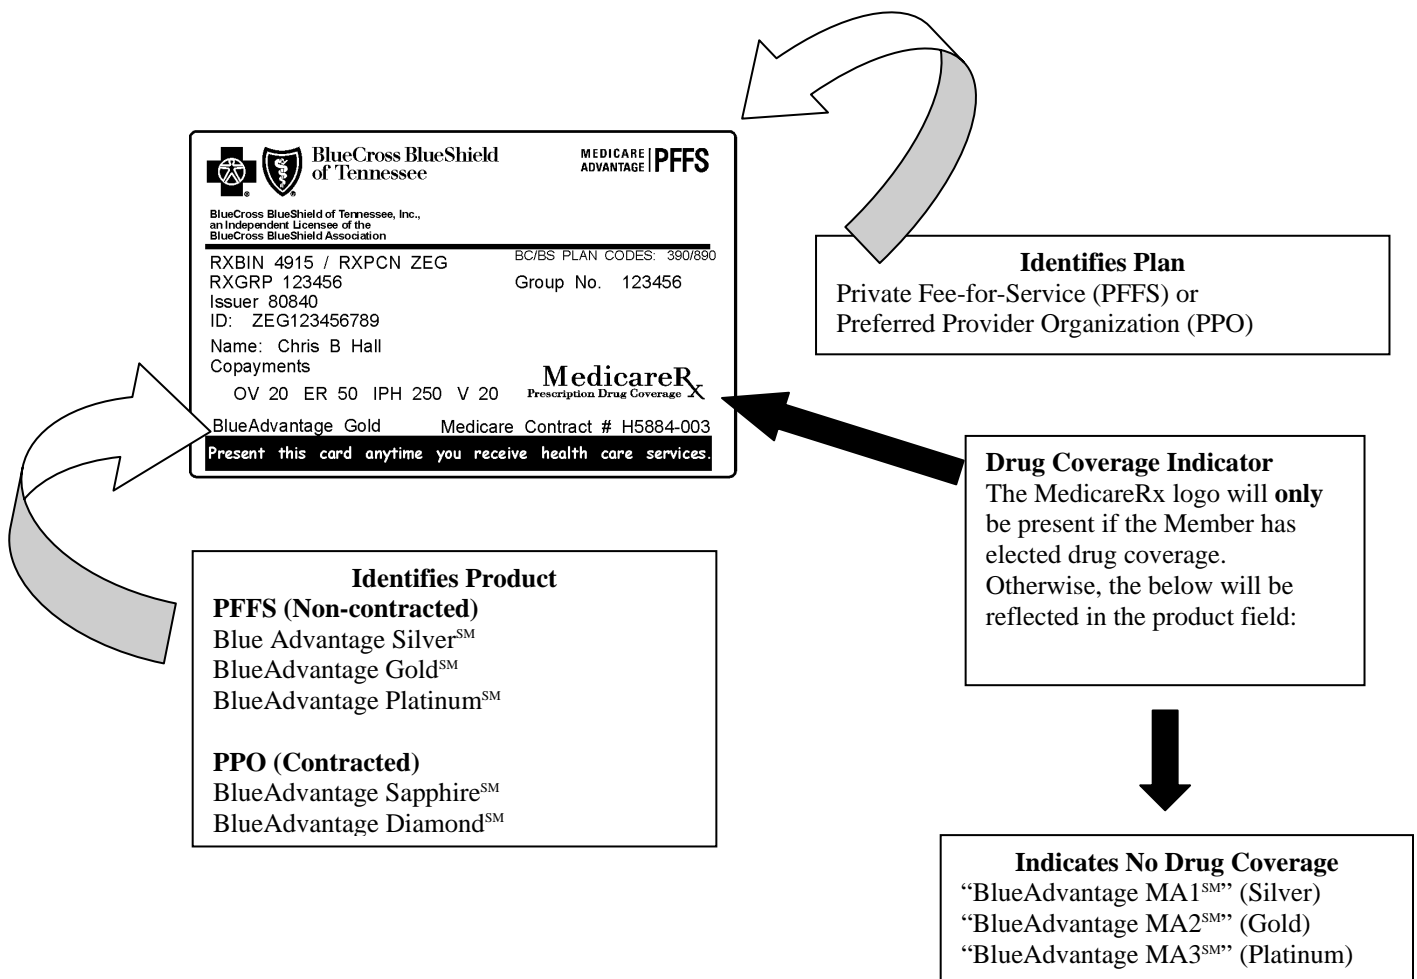 BlueCross BlueShield
of Tennessee
MEDICARE
ADVANTAGE
PFFS
BlueCross BlueShield of Tennessee, Inc.,
an Independent Licensee of the
BlueCross BlueShield Association
RXBIN 4915 / RXPCN ZEG
BC/BS PLAN CODES: 390/890
RXGRP 123456
Group No. 123456
Issuer 80840
ID: ZEG123456789
Name: Chris B Hall
Copayments
OV 20 ER 50 IPH 250 V 20
MedicareRx
Prescription Drug Coverage
BlueAdvantage Gold
Medicare Contract # H5884-003
Present this card anytime you receive health care services.
Identifies Plan
Private Fee-for-Service (PFFS) or
Preferred Provider Organization (PPO)
Drug Coverage Indicator
The MedicareRx logo will only
be present if the Member has
elected drug coverage.
Otherwise, the below will be
reflected in the product field:
Identifies Product
PFFS (Non-contracted)
Blue Advantage Silver℠
BlueAdvantage Gold℠
BlueAdvantage Platinum℠
PPO (Contracted)
BlueAdvantage Sapphire℠
BlueAdvantage Diamond℠
Indicates No Drug Coverage
“BlueAdvantage MA1℠” (Silver)
“BlueAdvantage MA2℠” (Gold)
“BlueAdvantage MA3℠” (Platinum)